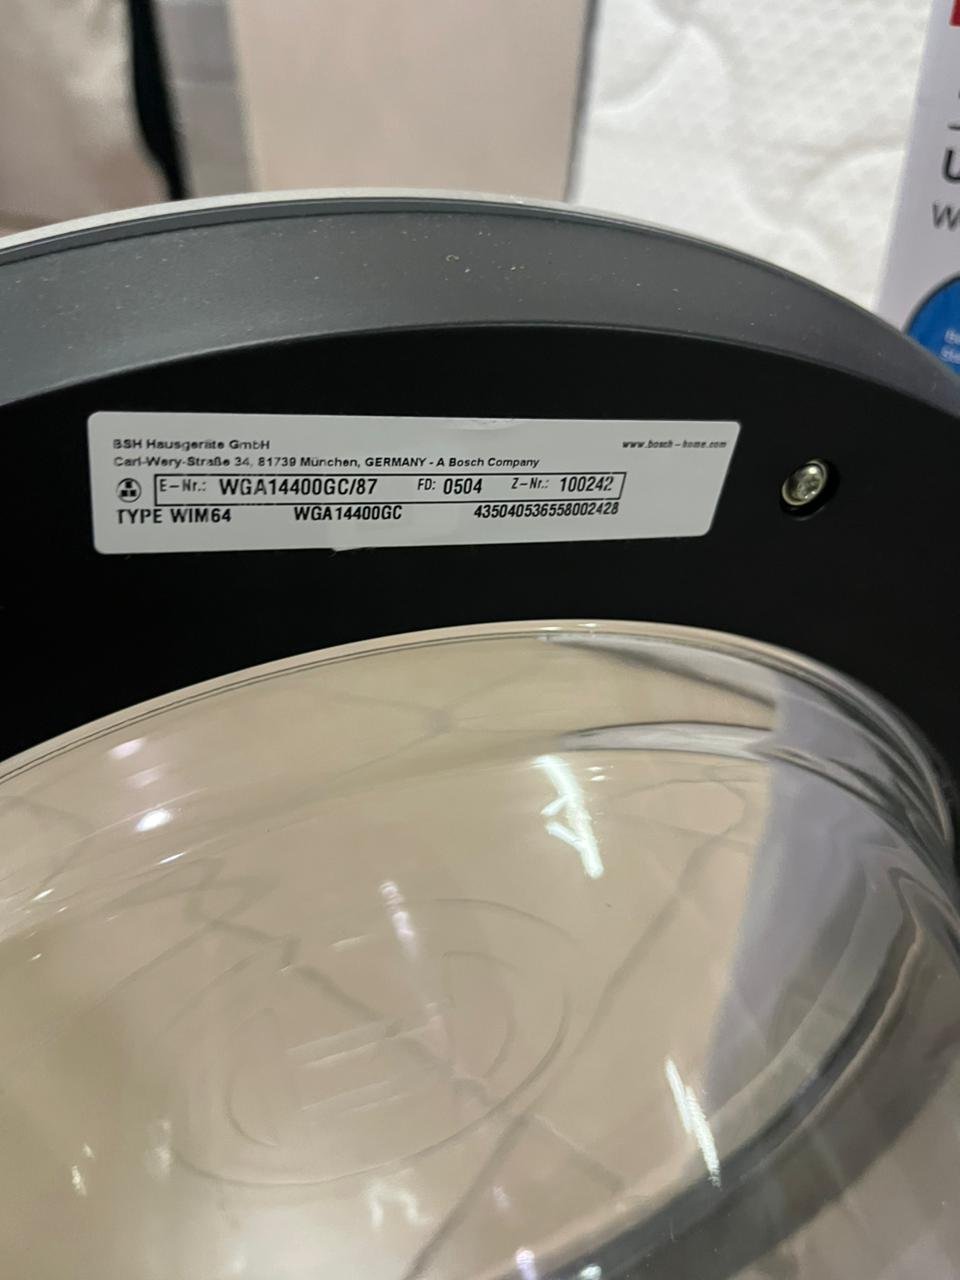 BSH Hausgeräte GmbH www.bosch-home.com
Carl-Wery-Straße 34, 81739 München, GERMANY - A Bosch Company
E-Nr.: WGA14400GC/87 FD: 0504 Z-Nr.: 100242
TYPE WIM64 WGA14400GC 435040536558002428